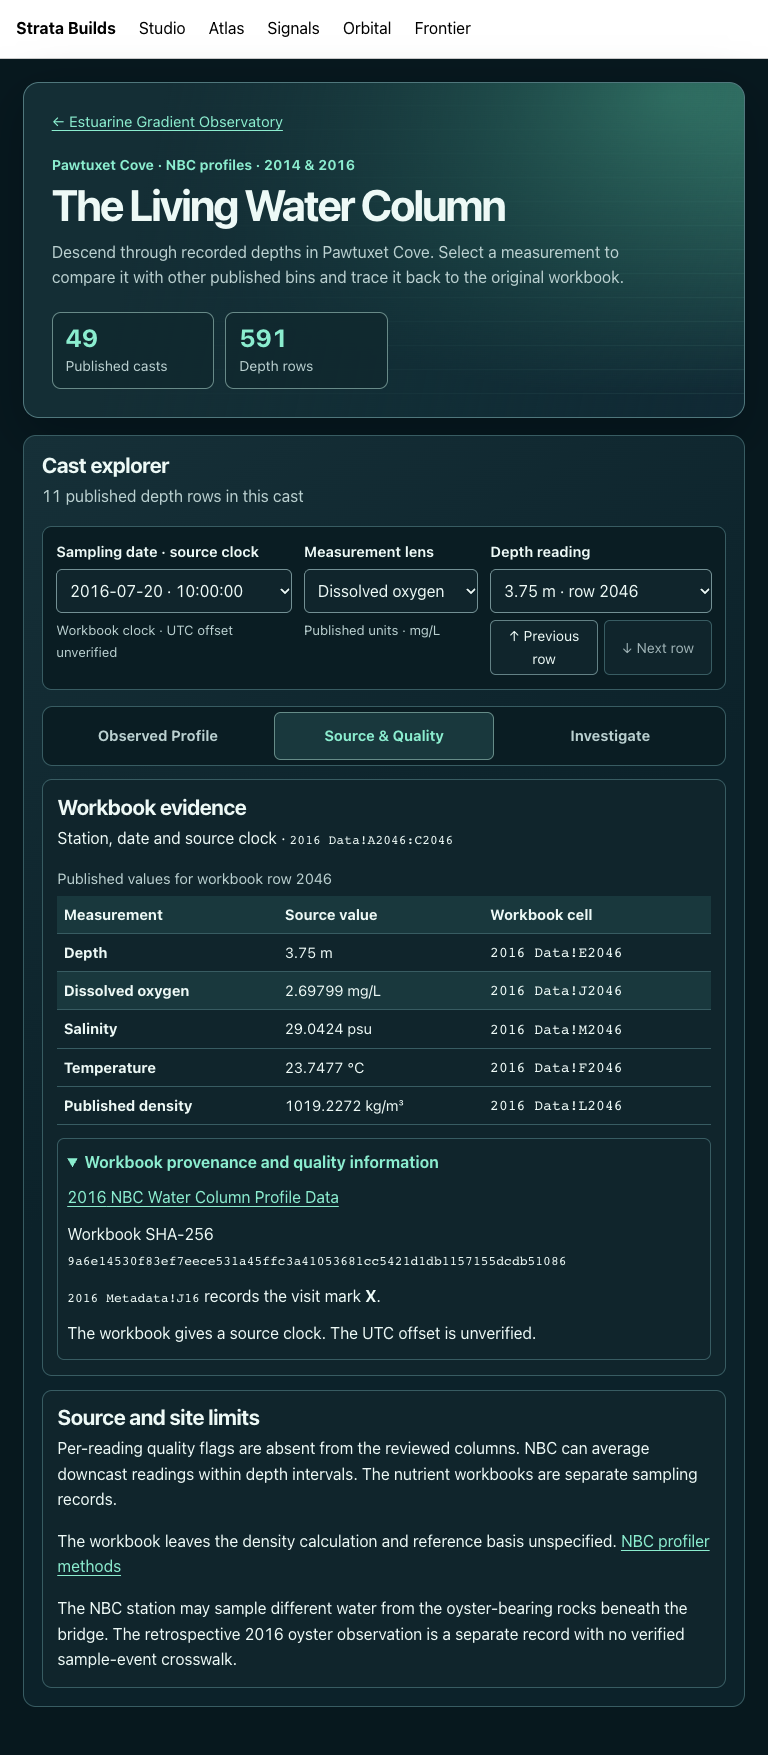 Strata Builds Studio Atlas Signals Orbital Frontier
← Estuarine Gradient Observatory
Pawtuxet Cove · NBC profiles · 2014 & 2016
The Living Water Column
Descend through recorded depths in Pawtuxet Cove. Select a measurement to
compare it with other published bins and trace it back to the original workbook.
49
Published casts
591
Depth rows
Cast explorer
11 published depth rows in this cast
Sampling date · source clock
2016-07-20 · 10:00:00
Workbook clock · UTC offset
unverified
Measurement lens
Dissolved oxygen
Published units · mg/L
Depth reading
3.75 m · row 2046
↑ Previous
row
↓ Next row
Observed Profile
Source & Quality
Investigate
Workbook evidence
Station, date and source clock · 2016 Data!A2046:C2046
Published values for workbook row 2046
Measurement Source value Workbook cell
Depth 3.75 m 2016 Data!E2046
Dissolved oxygen 2.69799 mg/L 2016 Data!J2046
Salinity 29.0424 psu 2016 Data!M2046
Temperature 23.7477 °C 2016 Data!F2046
Published density 1019.2272 kg/m³ 2016 Data!L2046
▼ Workbook provenance and quality information
2016 NBC Water Column Profile Data
Workbook SHA-256
9a6e14530f83ef7eece531a45ffc3a41053681cc5421d1db1157155dcdb51086
2016 Metadata!J16 records the visit mark X.
The workbook gives a source clock. The UTC offset is unverified.
Source and site limits
Per-reading quality flags are absent from the reviewed columns. NBC can average
downcast readings within depth intervals. The nutrient workbooks are separate sampling
records.
The workbook leaves the density calculation and reference basis unspecified. NBC profiler
methods
The NBC station may sample different water from the oyster-bearing rocks beneath the
bridge. The retrospective 2016 oyster observation is a separate record with no verified
sample-event crosswalk.